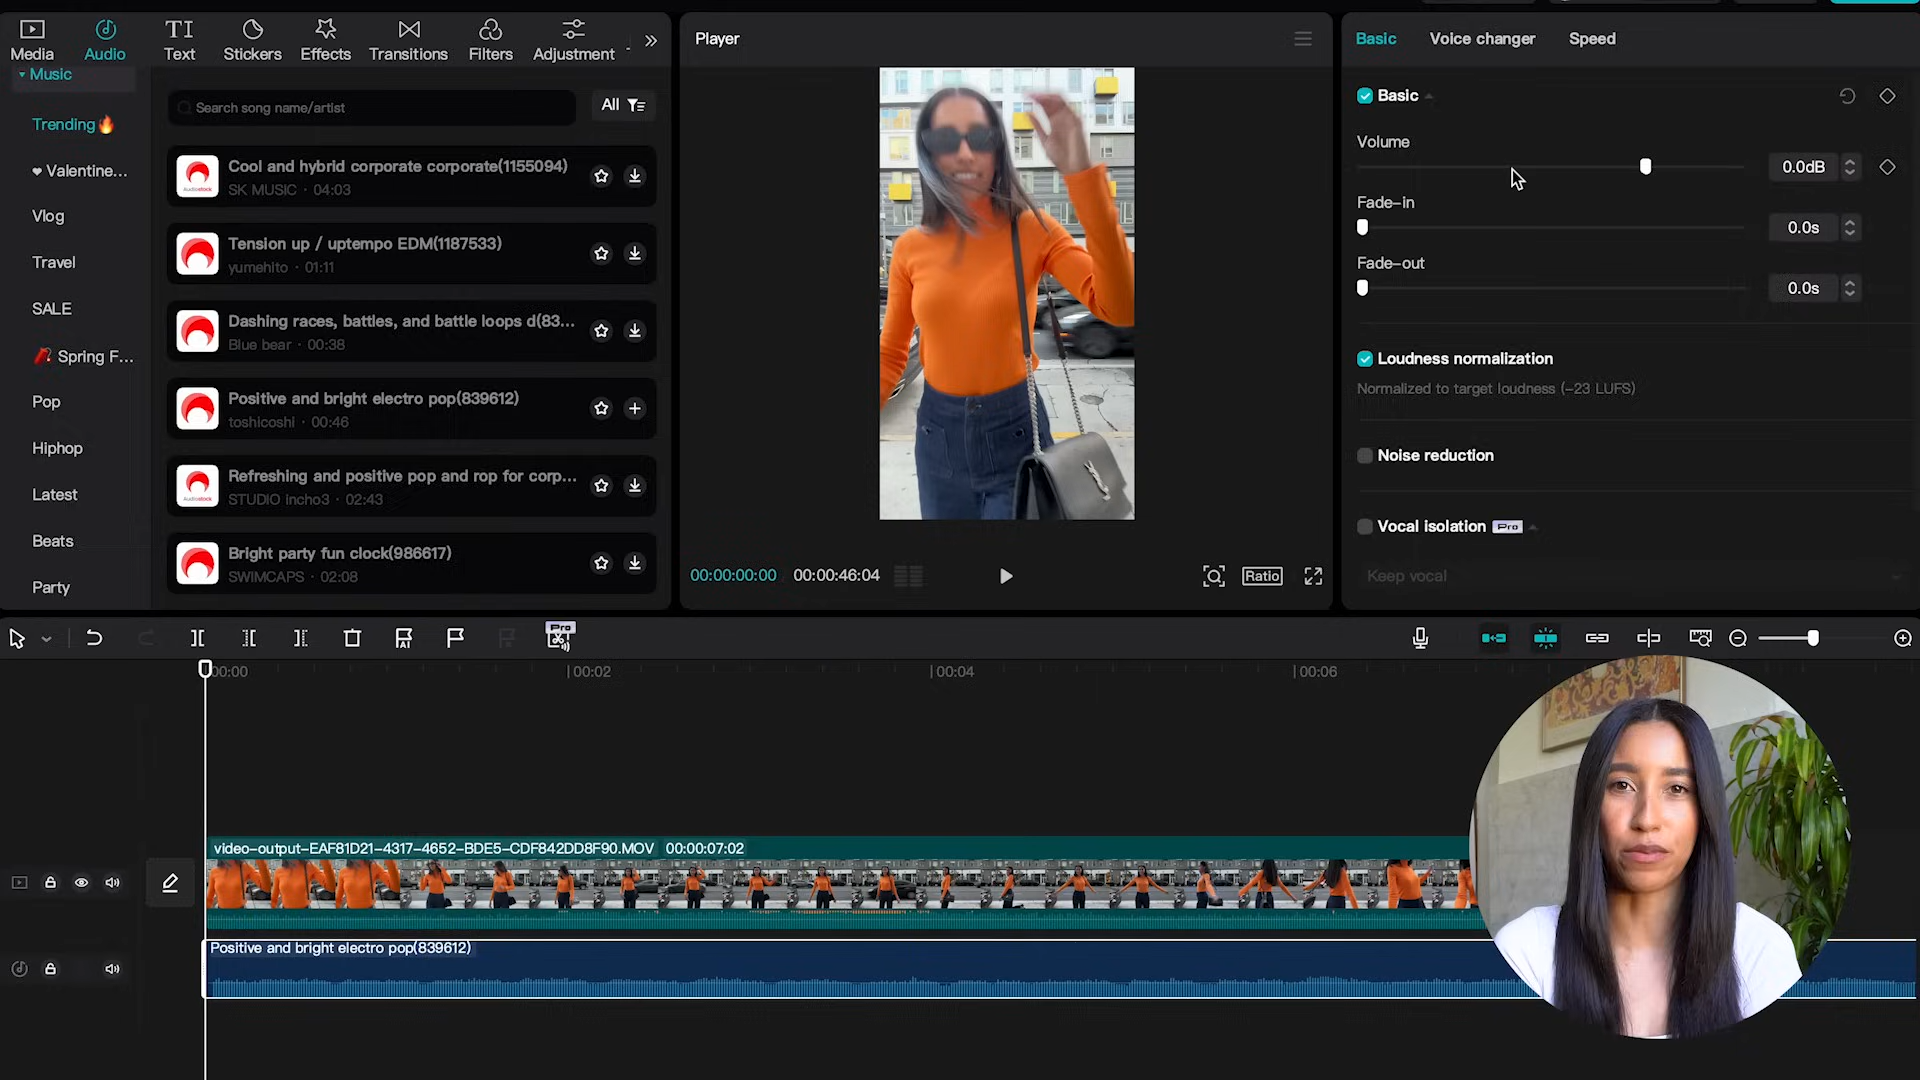 Media
Audio
Text
Stickers
Effects
Transitions
Filters
Adjustment
Music
Trending
Valentine...
Vlog
Travel
SALE
Spring F...
Pop
Hiphop
Latest
Beats
Party
Search song name/artist
All
Cool and hybrid corporate corporate(1155094)
SK MUSIC · 04:03
Tension up / uptempo EDM(1187533)
yumehito · 01:11
Dashing races, battles, and battle loops d(83...
Blue bear · 00:38
Positive and bright electro pop(839612)
toshicoshi · 00:46
Refreshing and positive pop and rop for corp...
STUDIO incho3 · 02:43
Bright party fun clock(986617)
SWIMCAPS · 02:08
Player
00:00:00:00 00:00:46:04
Ratio
Basic
Voice changer
Speed
Basic
Volume
0.0dB
Fade-in
0.0s
Fade-out
0.0s
Loudness normalization
Normalized to target loudness (-23 LUFS)
Noise reduction
Vocal isolation Pro
Keep vocal
Pro
00:00
00:02
00:04
00:06
video-output-EAF81D21-4317-4652-BDE5-CDF842DD8F90.MOV 00:00:07:02
Positive and bright electro pop(839612)